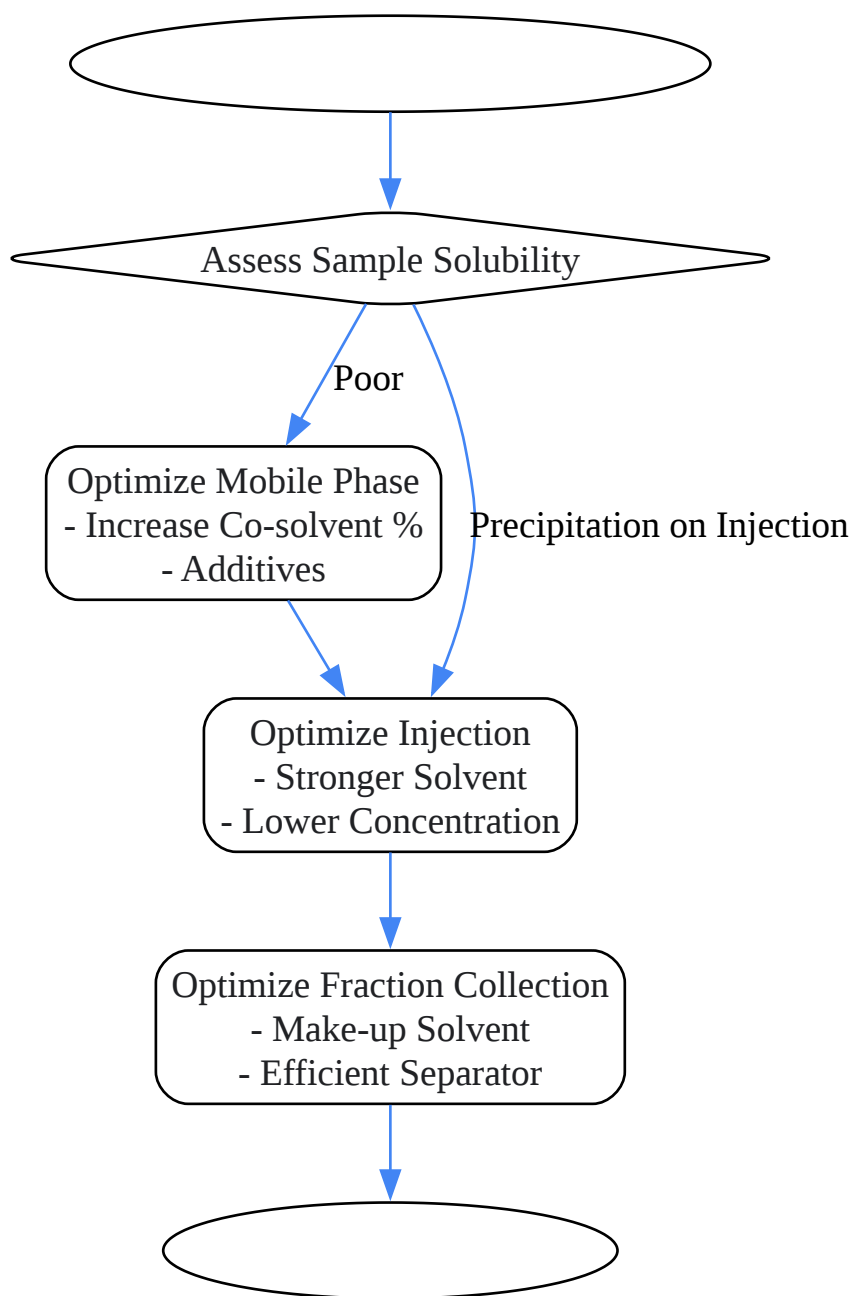 Assess Sample Solubility
Poor
Optimize Mobile Phase
- Increase Co-solvent %
- Additives
Precipitation on Injection
Optimize Injection
- Stronger Solvent
- Lower Concentration
Optimize Fraction Collection
- Make-up Solvent
- Efficient Separator